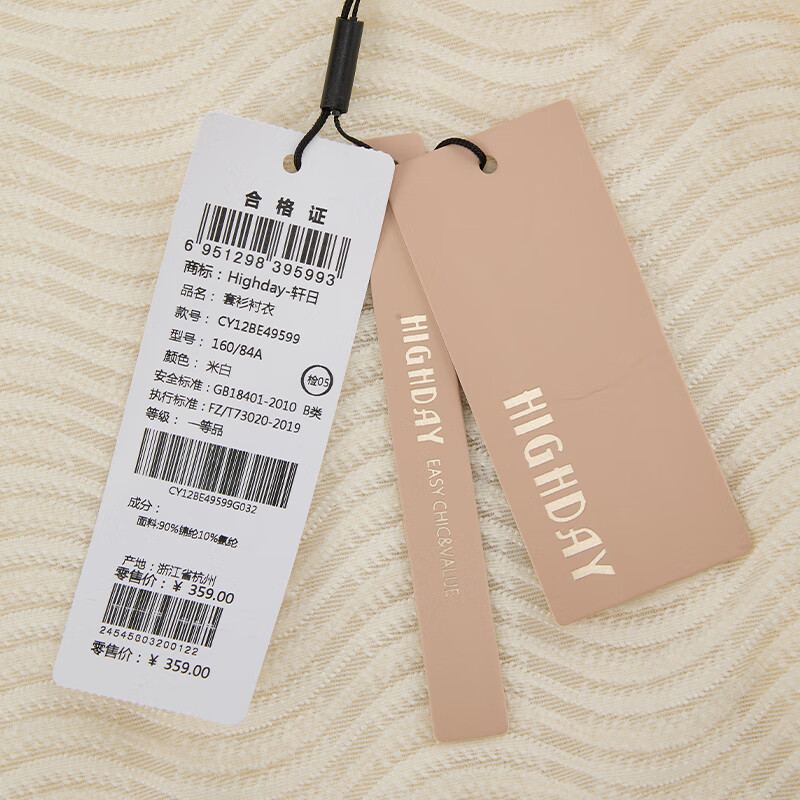 合格证
6 951298 395993
商标：Highday-轩日
品名：套衫衬衣
款号：CY12BE49599
型号：160/84A
颜色：米白
检05
安全标准：GB18401-2010 B类
执行标准：FZ/T73020-2019
等级：一等品
CY12BE49599G032
成分：
面料:90%锦纶10%氨纶
产地：浙江省杭州
零售价：¥ 359.00
24545803200122
零售价：¥ 359.00
HIGHDAY EASY CHIC&VALUE
HIGHDAY